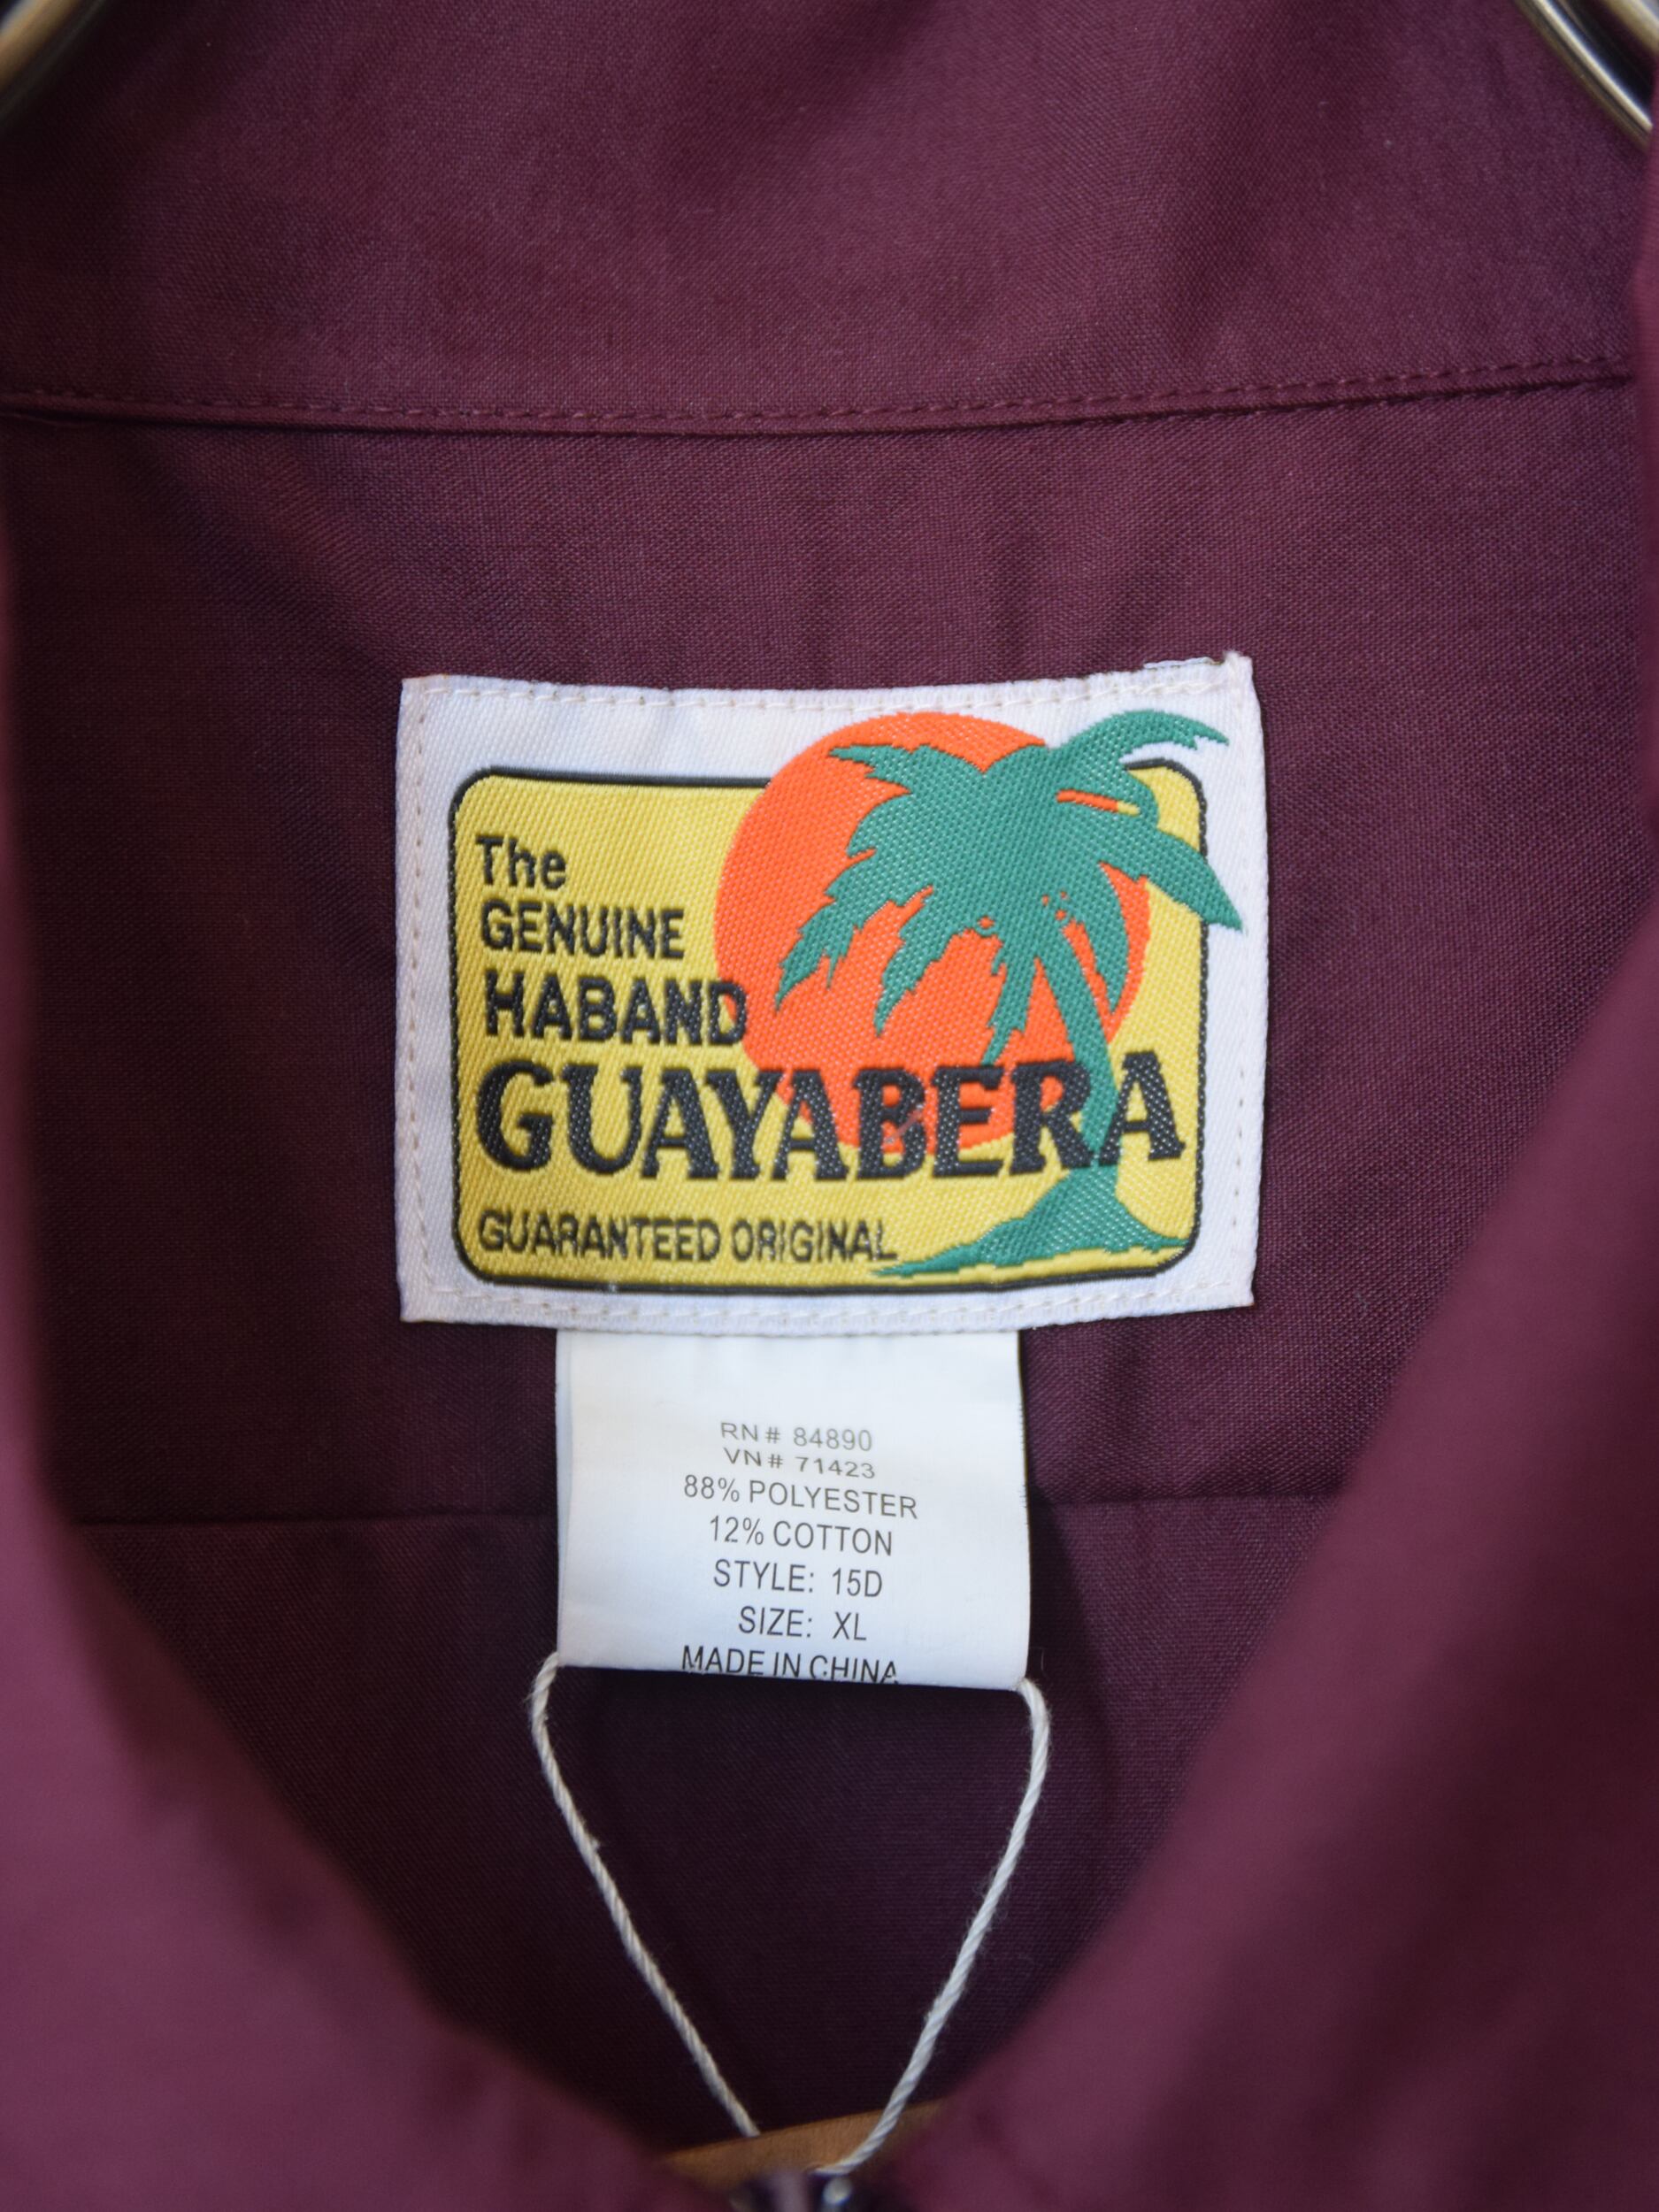 The
GENUINE
HABAND
GUAYABERA
GUARANTEED ORIGINAL
RN# 84890
VN# 71423
88% POLYESTER
12% COTTON
STYLE: 15D
SIZE: XL
MADE IN CHINA